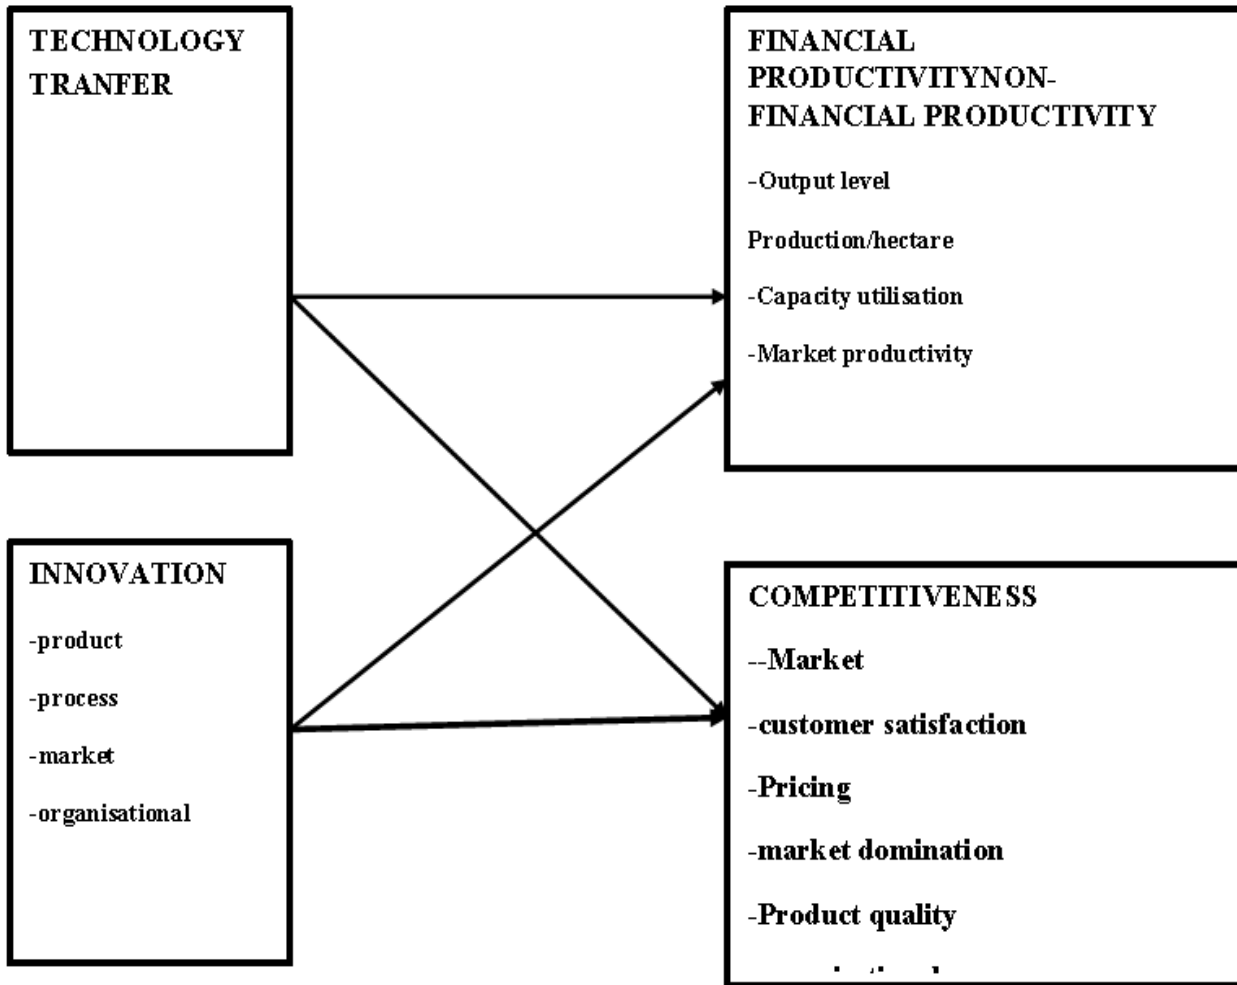 TECHNOLOGY
TRANFER
FINANCIAL
PRODUCTIVITYNON-
FINANCIAL PRODUCTIVITY
-Output level
Production/hectare
-Capacity utilisation
-Market productivity
INNOVATION
-product
-process
-market
-organisational
COMPETITIVENESS
--Market
-customer satisfaction
-Pricing
-market domination
-Product quality